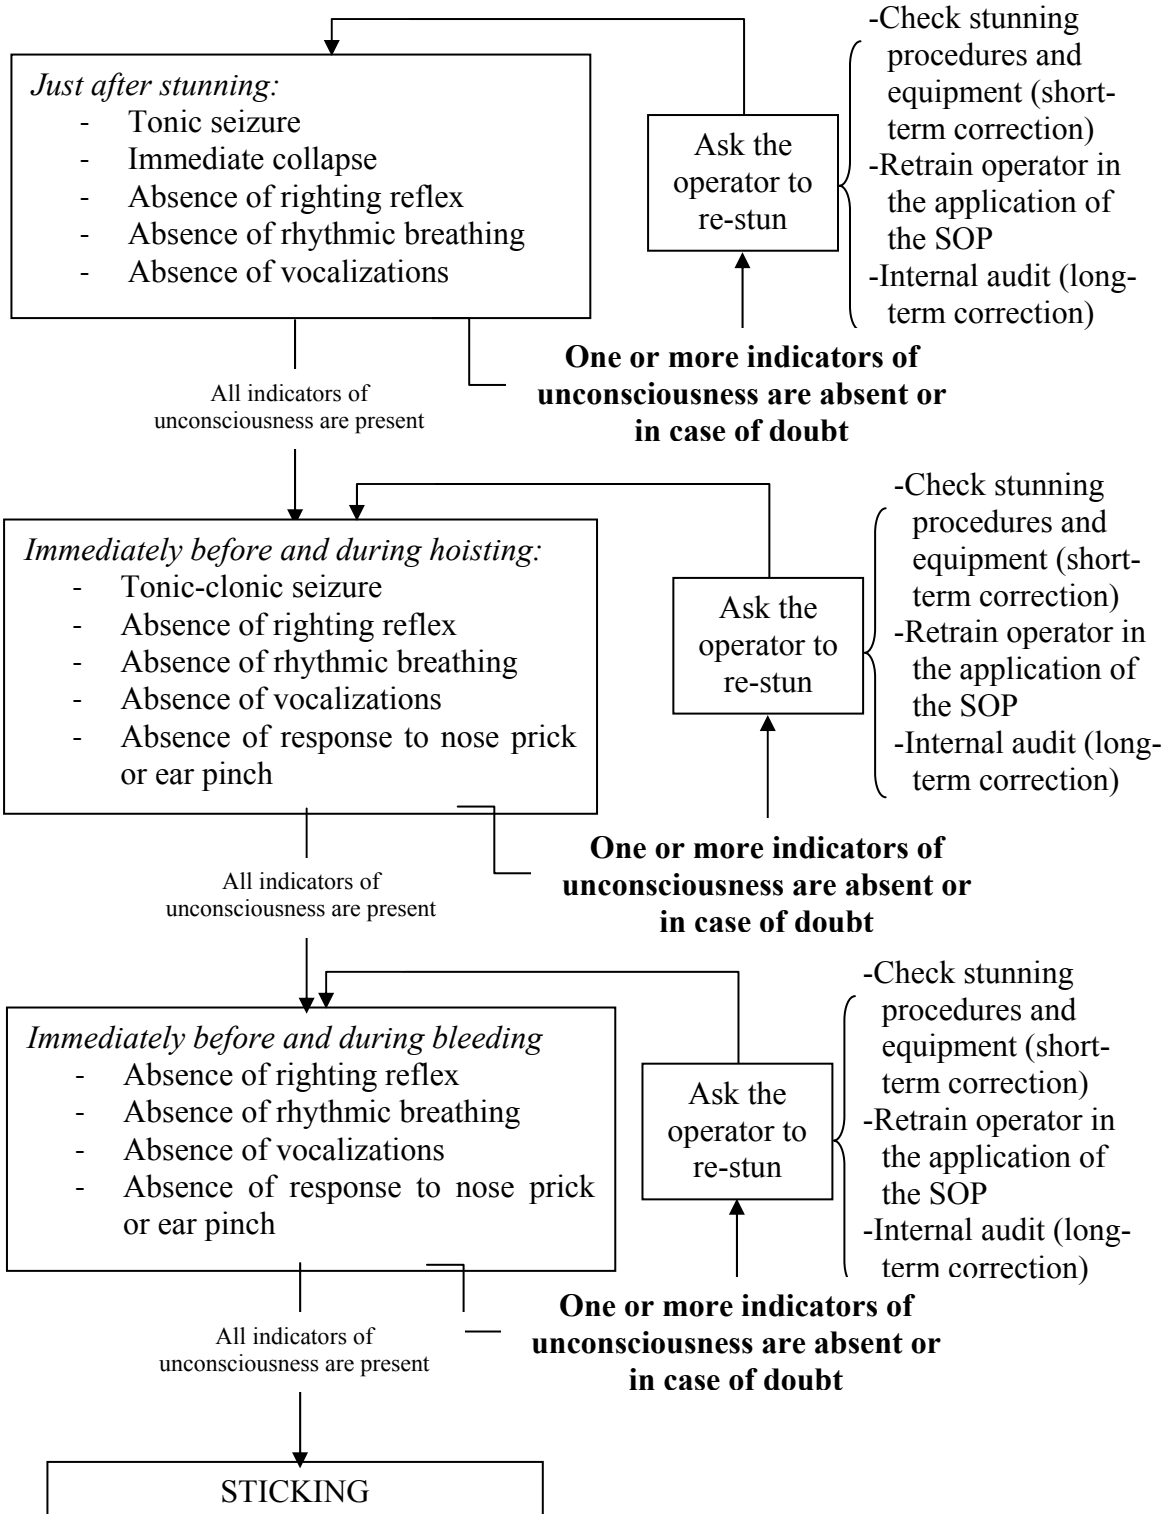 Just after stunning:
- Tonic seizure
- Immediate collapse
- Absence of righting reflex
- Absence of rhythmic breathing
- Absence of vocalizations
Ask the
operator to
re-stun
-Check stunning
procedures and
equipment (short-
term correction)
-Retrain operator in
the application of
the SOP
-Internal audit (long-
term correction)
All indicators of
unconsciousness are present
One or more indicators of
unconsciousness are absent or
in case of doubt
Immediately before and during hoisting:
- Tonic-clonic seizure
- Absence of righting reflex
- Absence of rhythmic breathing
- Absence of vocalizations
- Absence of response to nose prick
or ear pinch
Ask the
operator to
re-stun
-Check stunning
procedures and
equipment (short-
term correction)
-Retrain operator in
the application of
the SOP
-Internal audit (long-
term correction)
All indicators of
unconsciousness are present
One or more indicators of
unconsciousness are absent or
in case of doubt
Immediately before and during bleeding
- Absence of righting reflex
- Absence of rhythmic breathing
- Absence of vocalizations
- Absence of response to nose prick
or ear pinch
Ask the
operator to
re-stun
-Check stunning
procedures and
equipment (short-
term correction)
-Retrain operator in
the application of
the SOP
-Internal audit (long-
term correction)
All indicators of
unconsciousness are present
One or more indicators of
unconsciousness are absent or
in case of doubt
STICKING